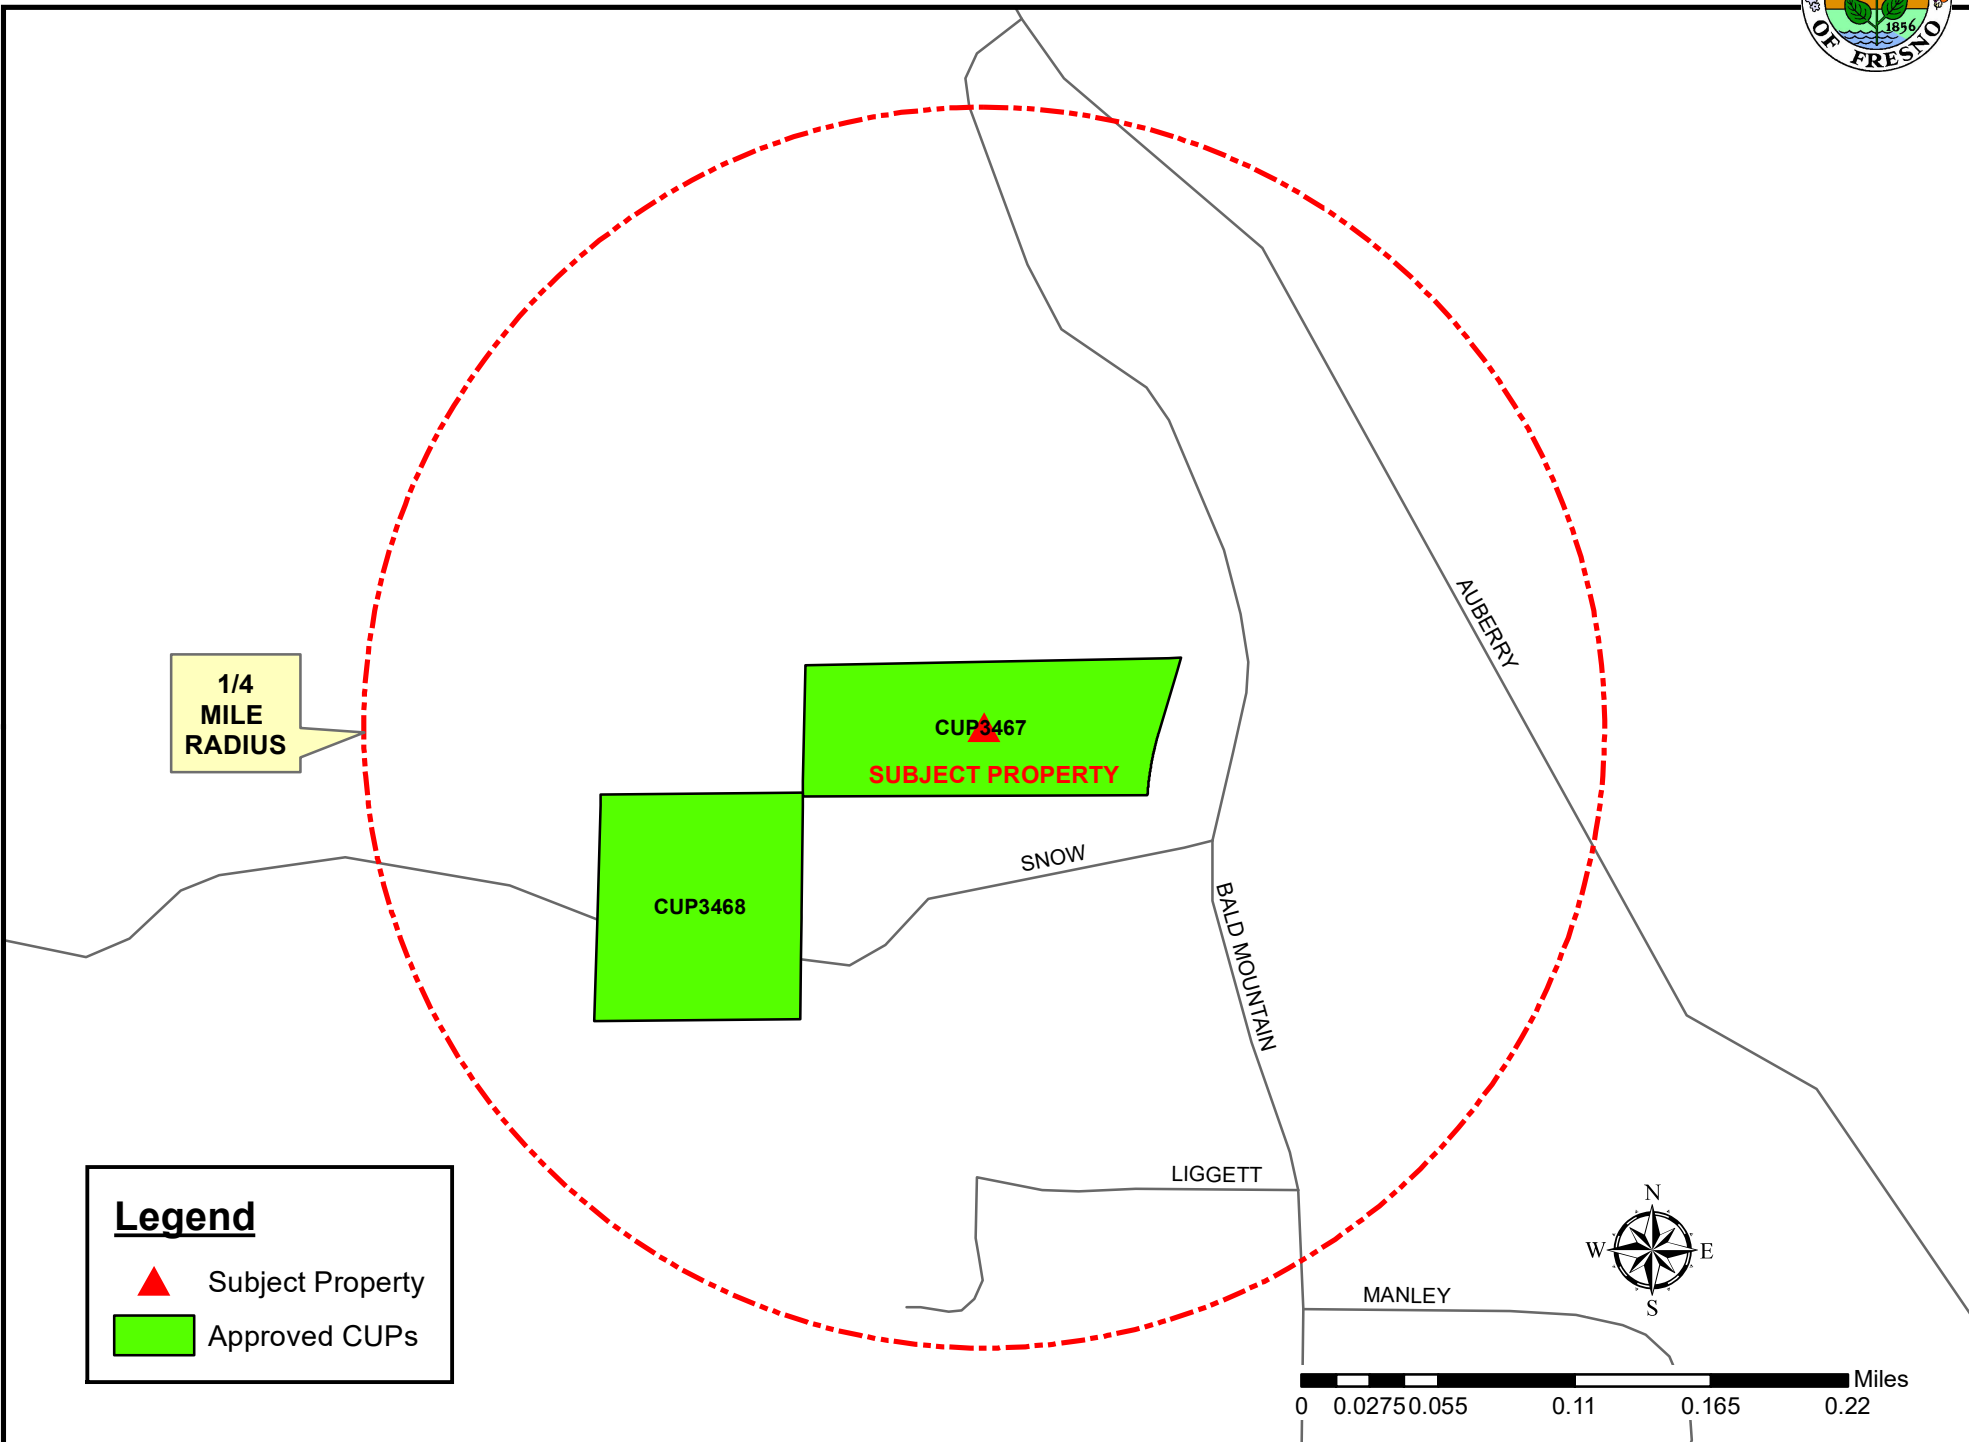 1856
OF FRESNO
AUBERRY
1/4
MILE
RADIUS
CUP3467
SUBJECT PROPERTY
SNOW
CUP3468
BALD MOUNTAIN
LIGGETT
Legend
Subject Property
Approved CUPs
N
W E
S
MANLEY
Miles
0 0.0275 0.055 0.11 0.165 0.22